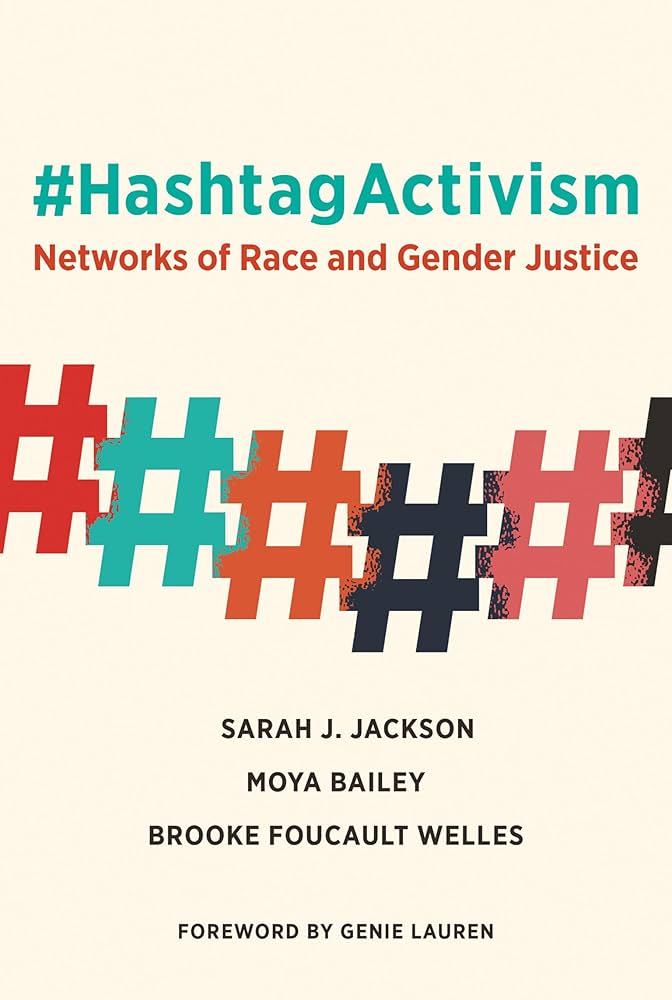 #HashtagActivism
Networks of Race and Gender Justice
######
SARAH J. JACKSON
MOYA BAILEY
BROOKE FOUCAULT WELLES
FOREWORD BY GENIE LAUREN